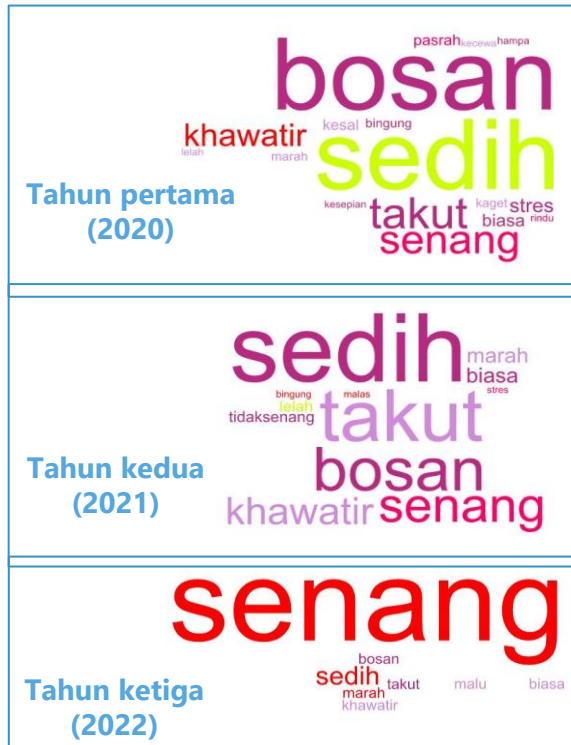 pasrah kecewa hampa
bosan
khawatir kesal bingung
lelah marah
sedih
Tahun pertama
(2020)
kesepian takut kaget stres
biasa rindu
senang
sedih
marah
biasa
stres
bingung malas
lelah
tidaksenang takut
Tahun kedua
(2021)
bosan
khawatir senang
senang
bosan
sedih takut malu biasa
marah
khawatir
Tahun ketiga
(2022)